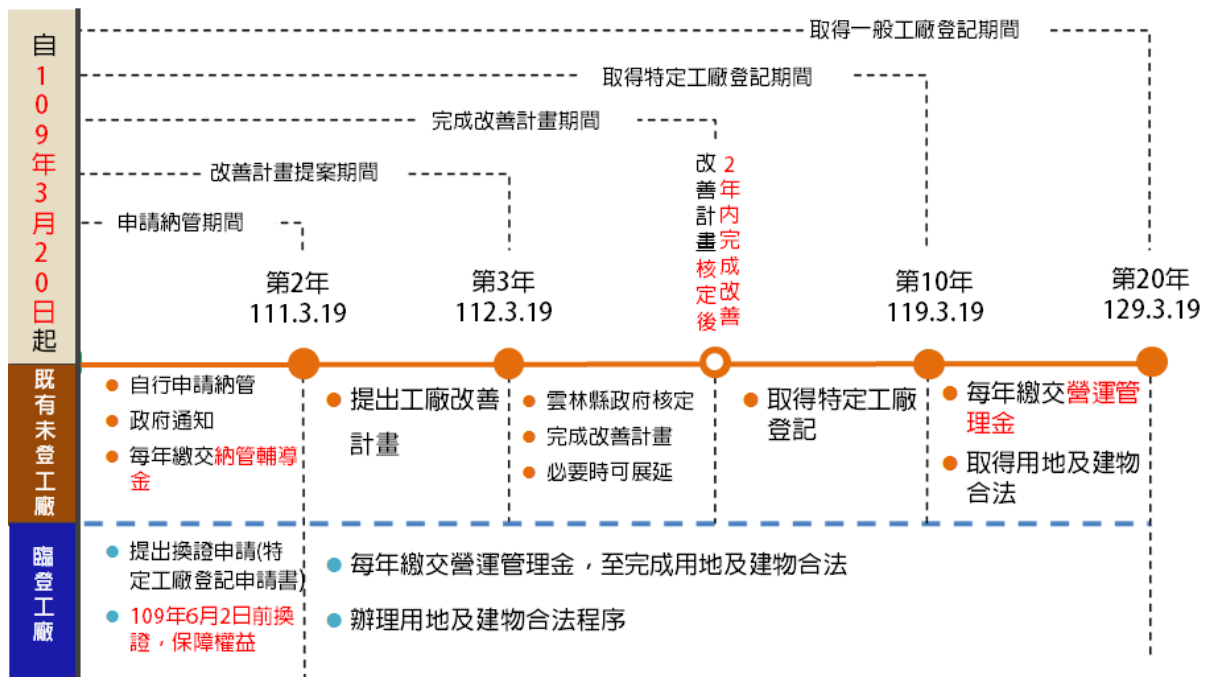 自109年3月20日起
取得一般工廠登記期間
取得特定工廠登記期間
完成改善計畫期間
改善計畫提案期間
申請納管期間
第2年
111.3.19
第3年
112.3.19
改善計畫核定後
2年内完成改善
第10年
119.3.19
第20年
129.3.19
既有未登工廠
自行申請納管
政府通知
每年繳交納管輔導
金
提出工廠改善
計畫
雲林縣政府核定
完成改善計畫
必要時可展延
取得特定工廠
登記
每年繳交營運管
理金
取得用地及建物
合法
臨登工廠
提出換證申請(特
定工廠登記申請書)
109年6月2日前換
證，保障權益
每年繳交營運管理金，至完成用地及建物合法
辦理用地及建物合法程序